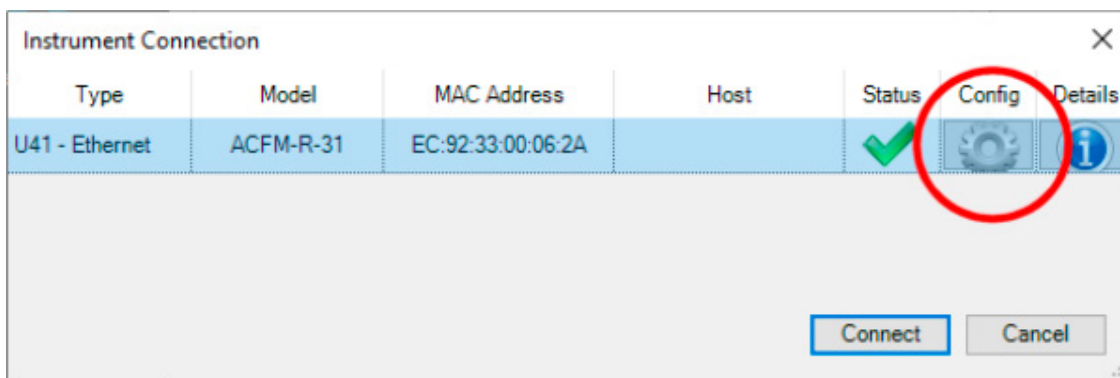 Instrument Connection
Type Model MAC Address Host Status Config Details
U41 - Ethernet ACFM-R-31 EC:92:33:00:06:2A
Connect Cancel